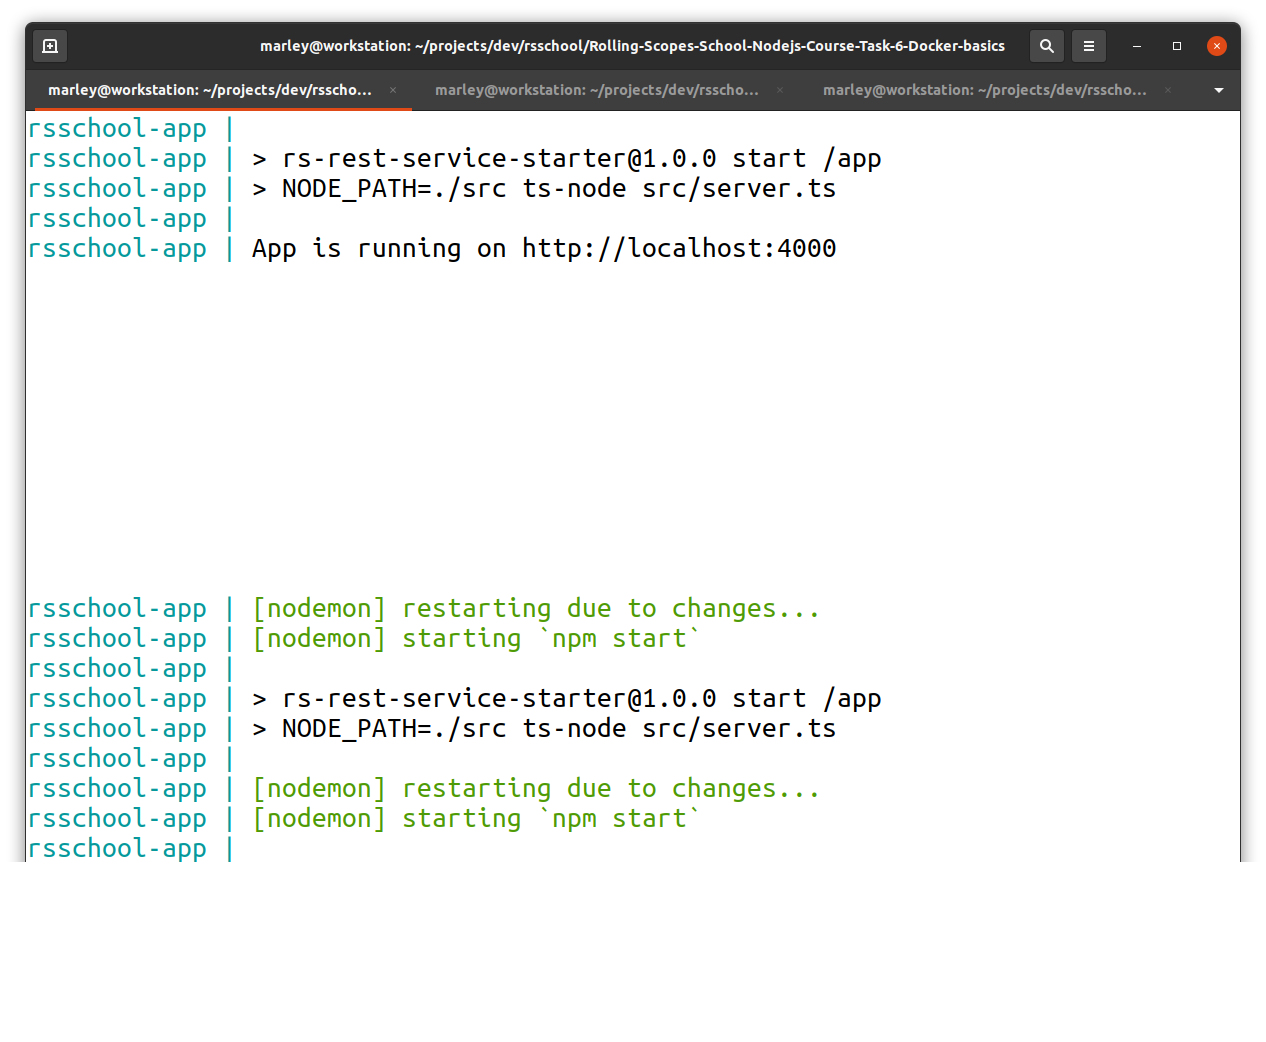 marley@workstation: ~/projects/dev/rsschool/Rolling-Scopes-School-Nodejs-Course-Task-6-Docker-basics
marley@workstation: ~/projects/dev/rsscho... × marley@workstation: ~/projects/dev/rsscho... × marley@workstation: ~/projects/dev/rsscho... ×
rsschool-app |
rsschool-app | > rs-rest-service-starter@1.0.0 start /app
rsschool-app | > NODE_PATH=./src ts-node src/server.ts
rsschool-app |
rsschool-app | App is running on http://localhost:4000
rsschool-app | [nodemon] restarting due to changes...
rsschool-app | [nodemon] starting `npm start`
rsschool-app |
rsschool-app | > rs-rest-service-starter@1.0.0 start /app
rsschool-app | > NODE_PATH=./src ts-node src/server.ts
rsschool-app |
rsschool-app | [nodemon] restarting due to changes...
rsschool-app | [nodemon] starting `npm start`
rsschool-app |